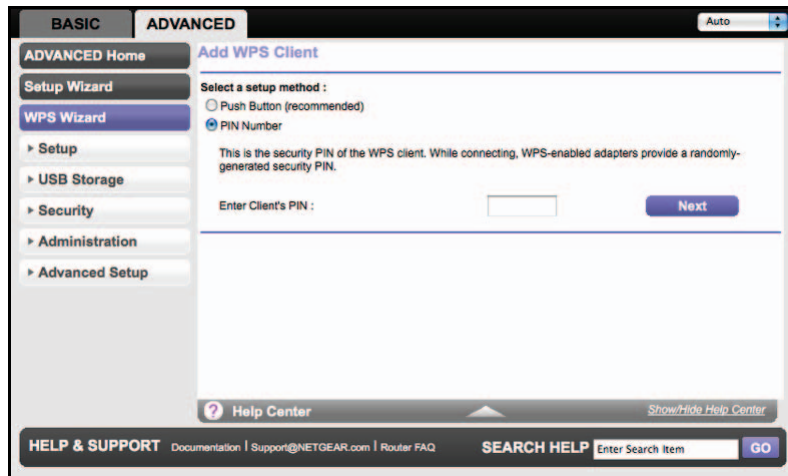 BASIC ADVANCED Auto
ADVANCED Home
Setup Wizard
WPS Wizard
Setup
USB Storage
Security
Administration
Advanced Setup
Add WPS Client
Select a setup method :
Push Button (recommended)
PIN Number
This is the security PIN of the WPS client. While connecting, WPS-enabled adapters provide a randomly-
generated security PIN.
Enter Client's PIN : Next
? Help Center Show/Hide Help Center
HELP & SUPPORT Documentation | Support@NETGEAR.com | Router FAQ SEARCH HELP Enter Search Item GO